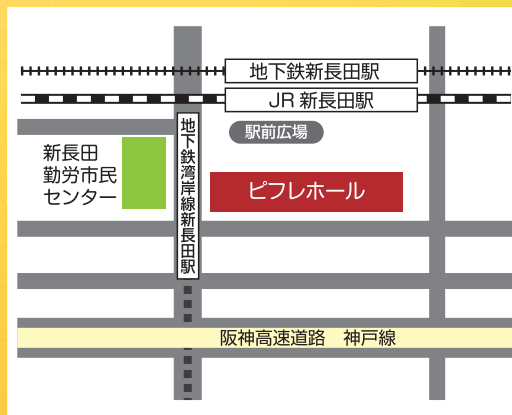 地下鉄新長田駅
JR 新長田駅
駅前広場
新長田
勤労市民
センター
地下鉄湾岸線新長田駅
ピフレホール
阪神高速道路　神戸線